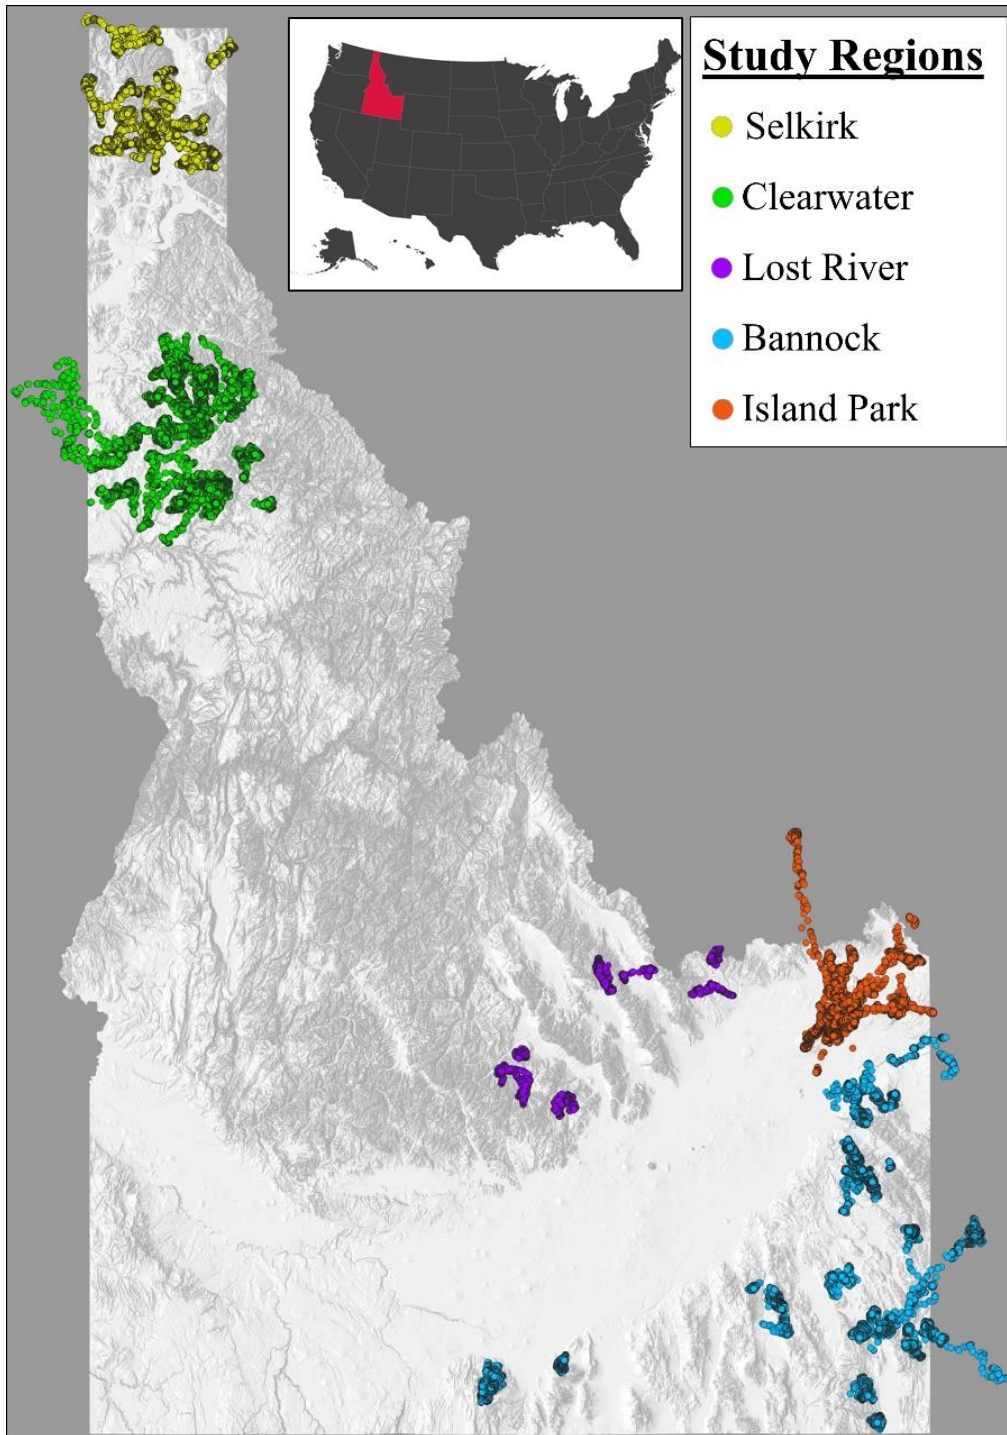 Study Regions
Selkirk
Clearwater
Lost River
Bannock
Island Park